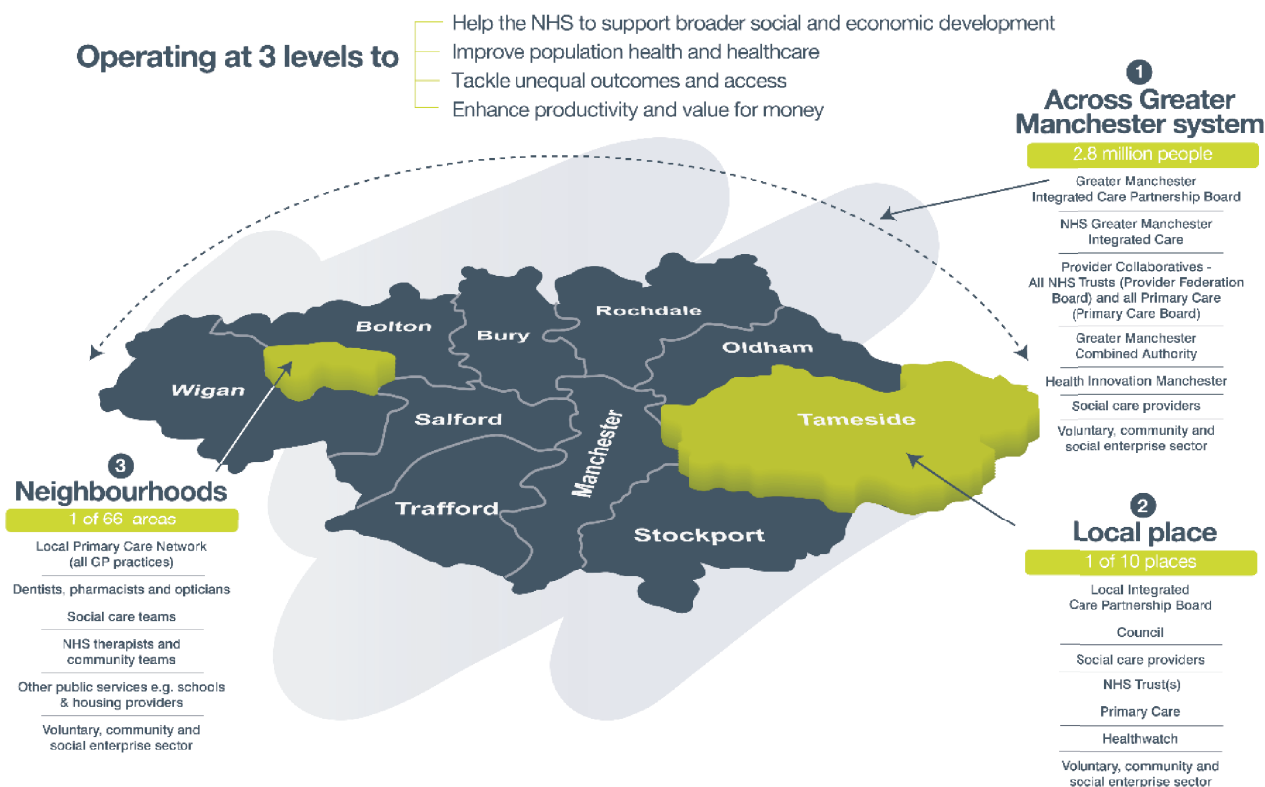 Operating at 3 levels to
Help the NHS to support broader social and economic development
Improve population health and healthcare
Tackle unequal outcomes and access
Enhance productivity and value for money
1
Across Greater
Manchester system
2.8 million people
Greater Manchester
Integrated Care Partnership Board
NHS Greater Manchester
Integrated Care
Provider Collaboratives -
All NHS Trusts (Provider Federation
Board) and all Primary Care
(Primary Care Board)
Greater Manchester
Combined Authority
Health Innovation Manchester
Social care providers
Voluntary, community and
social enterprise sector
Bolton
Bury
Rochdale
Oldham
Wigan
Salford
Manchester
Tameside
Trafford
Stockport
3
Neighbourhoods
1 of 66 areas
Local Primary Care Network
(all GP practices)
Dentists, pharmacists and opticians
Social care teams
NHS therapists and
community teams
Other public services e.g. schools
& housing providers
Voluntary, community and
social enterprise sector
2
Local place
1 of 10 places
Local Integrated
Care Partnership Board
Council
Social care providers
NHS Trust(s)
Primary Care
Healthwatch
Voluntary, community and
social enterprise sector